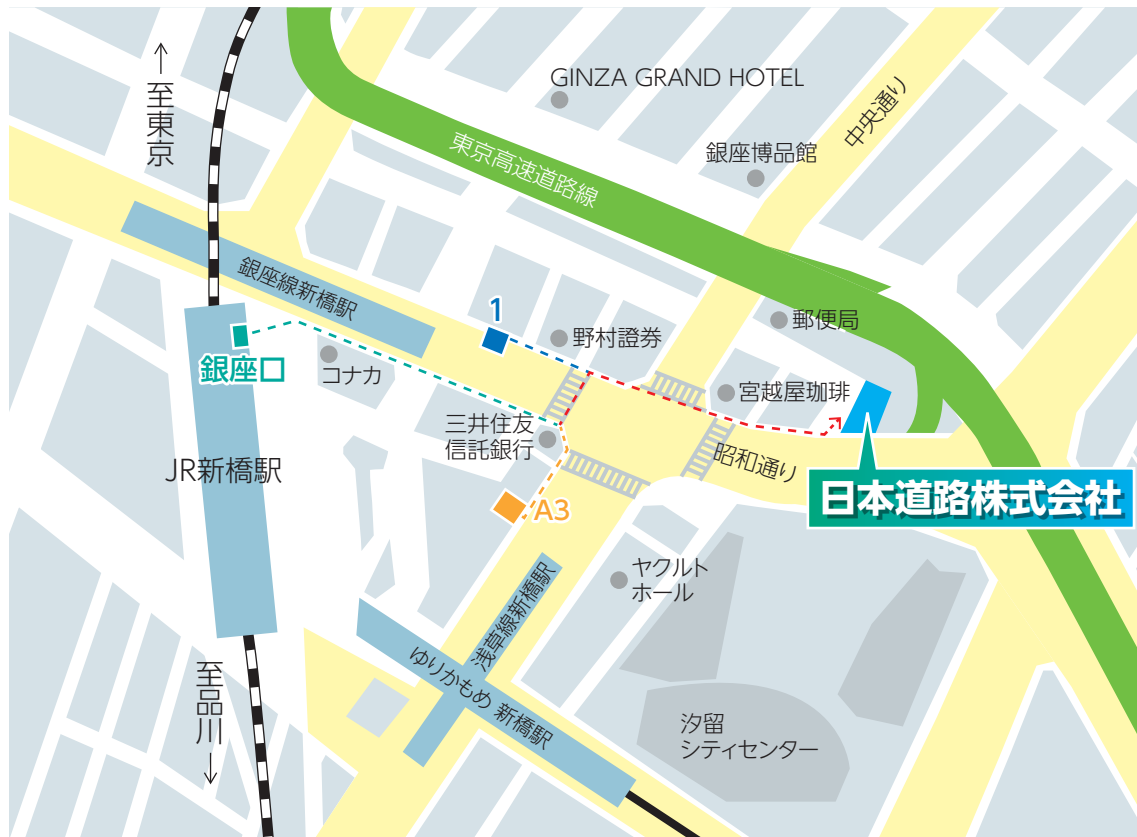 GINZA GRAND HOTEL
←至東京
中央通り
銀座博品館
東京高速道路線
銀座線新橋駅
1
野村證券
郵便局
銀座口
コナカ
宮越屋珈琲
三井住友
信託銀行
昭和通り
JR新橋駅
日本道路株式会社
A3
ヤクルト
ホール
浅草線新橋駅
ゆりかもめ 新橋駅
至品川→
汐留
シティセンター